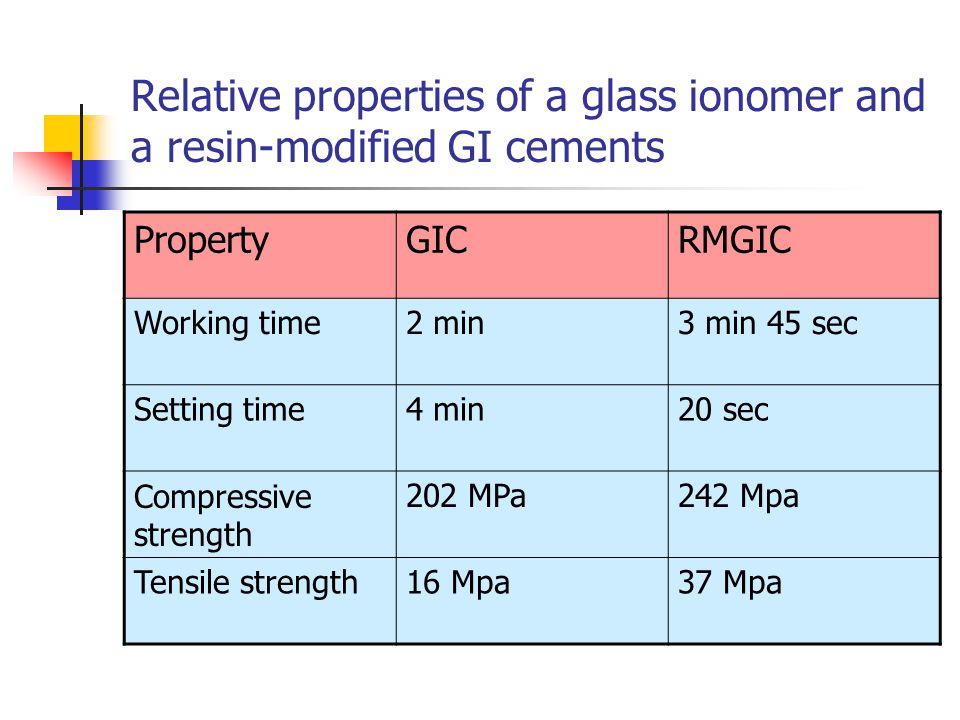 Relative properties of a glass ionomer and
a resin-modified GI cements
Property GIC RMGIC
Working time 2 min 3 min 45 sec
Setting time 4 min 20 sec
Compressive strength 202 MPa 242 Mpa
Tensile strength 16 Mpa 37 Mpa